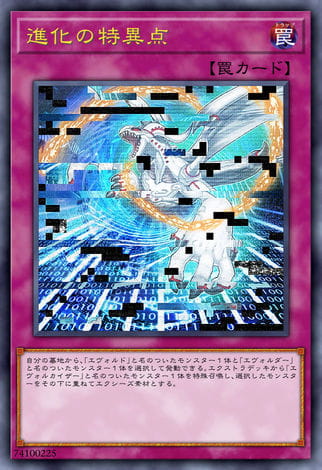 進化の特異点
トラップ
罠
【罠カード】
自分の墓地から、「エヴォルド」と名のついたモンスター1体と「エヴォルダー」
と名のついたモンスター1体を選択して発動できる。エクストラデッキから「エ
ヴォルカイザー」と名のついたモンスター1体を特殊召喚し、選択したモンスター
をその下に重ねてエクシーズ素材とする。
74100225